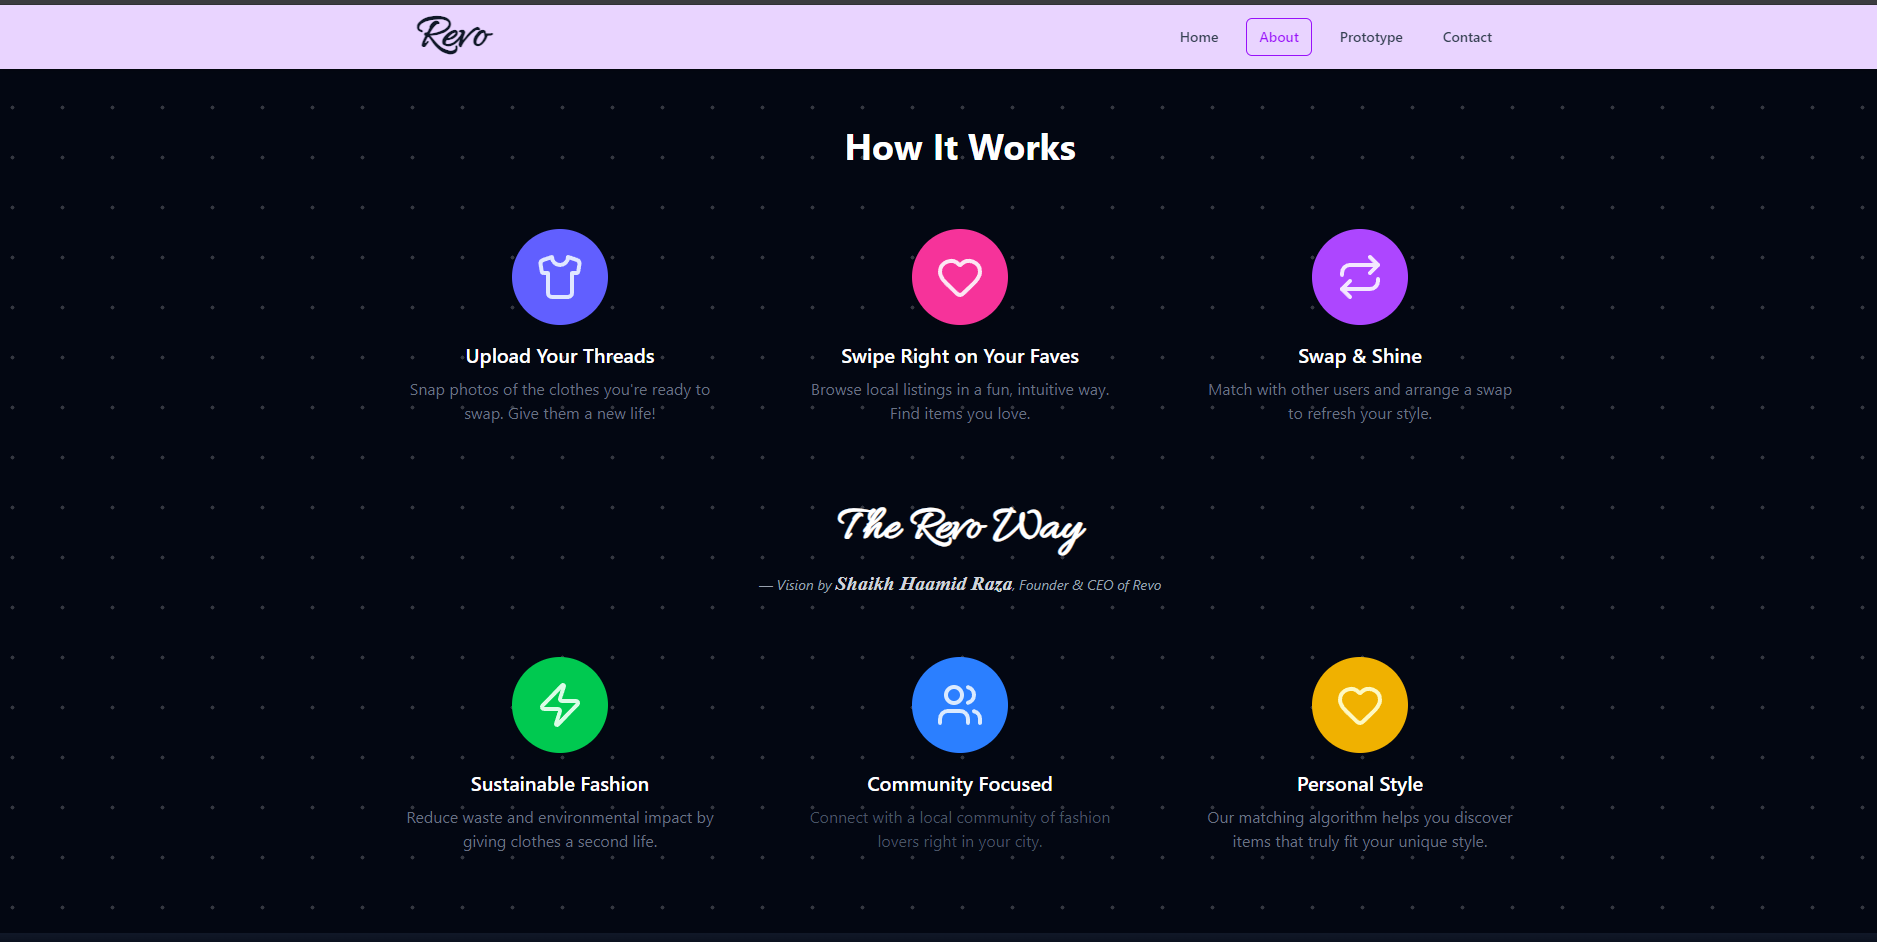 Revo
Home About Prototype Contact
How It Works
Upload Your Threads
Snap photos of the clothes you're ready to
swap. Give them a new life!
Swipe Right on Your Faves
Browse local listings in a fun, intuitive way.
Find items you love.
Swap & Shine
Match with other users and arrange a swap
to refresh your style.
The Revo Way
— Vision by Shaikh Haamid Raza, Founder & CEO of Revo
Sustainable Fashion
Reduce waste and environmental impact by
giving clothes a second life.
Community Focused
Connect with a local community of fashion
lovers right in your city.
Personal Style
Our matching algorithm helps you discover
items that truly fit your unique style.